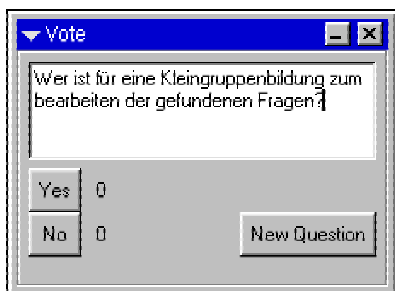 Vote
Wer ist für eine Kleingruppenbildung zum
bearbeiten der gefundenen Fragen?
Yes 0
No 0 New Question